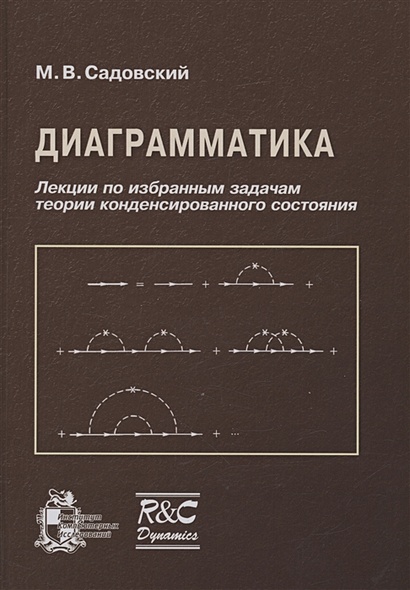 М. В. Садовский
ДИАГРАММАТИКА
Лекции по избранным задачам
теории конденсированного состояния
= + +
+ +
+ + ...
Институт
Компьютерных
Исследований
R&C
Dynamics